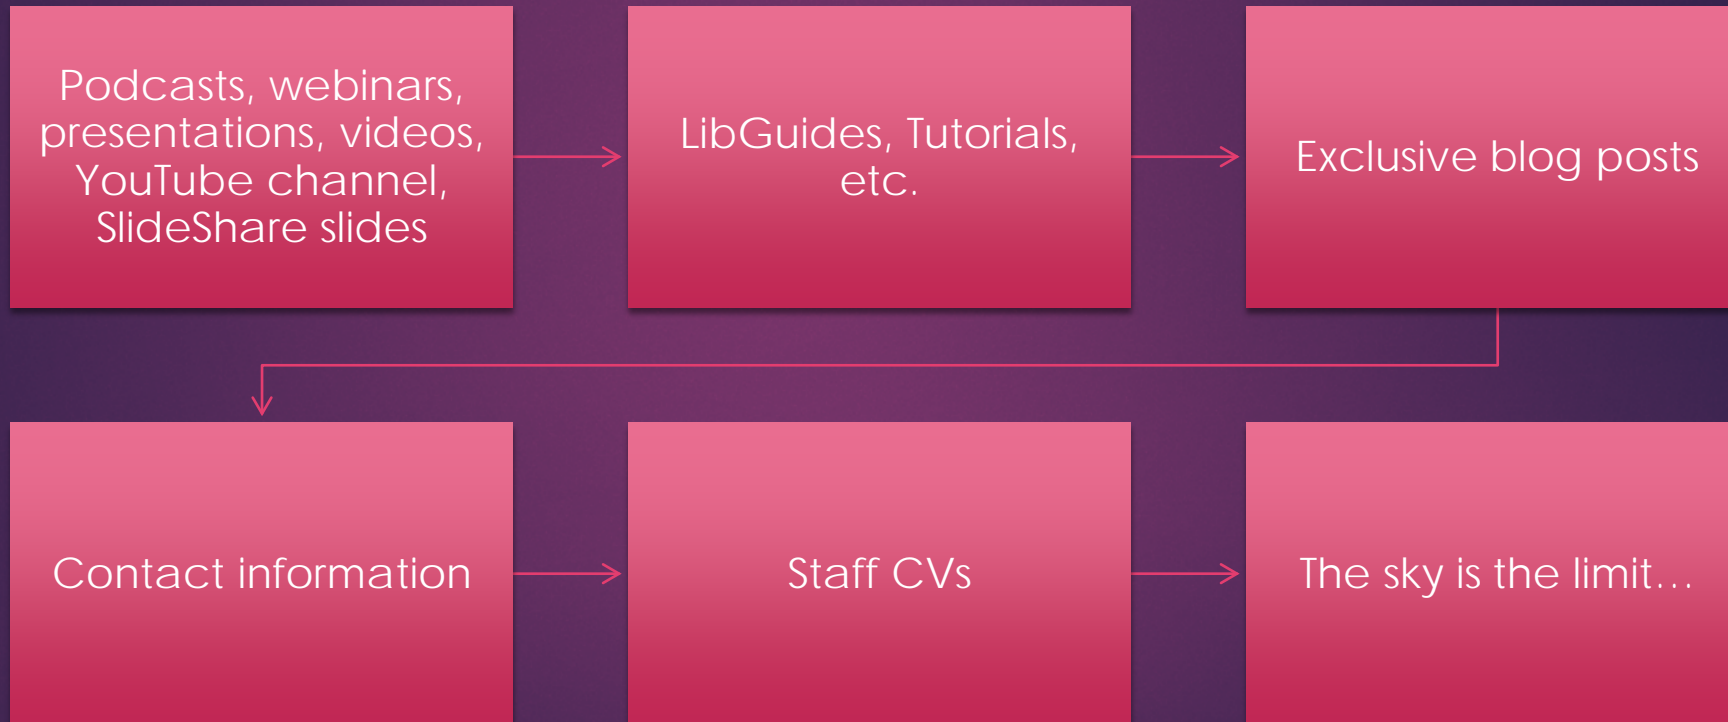 Podcasts, webinars,
presentations, videos,
YouTube channel,
SlideShare slides
LibGuides, Tutorials,
etc.
Exclusive blog posts
Contact information
Staff CVs
The sky is the limit…